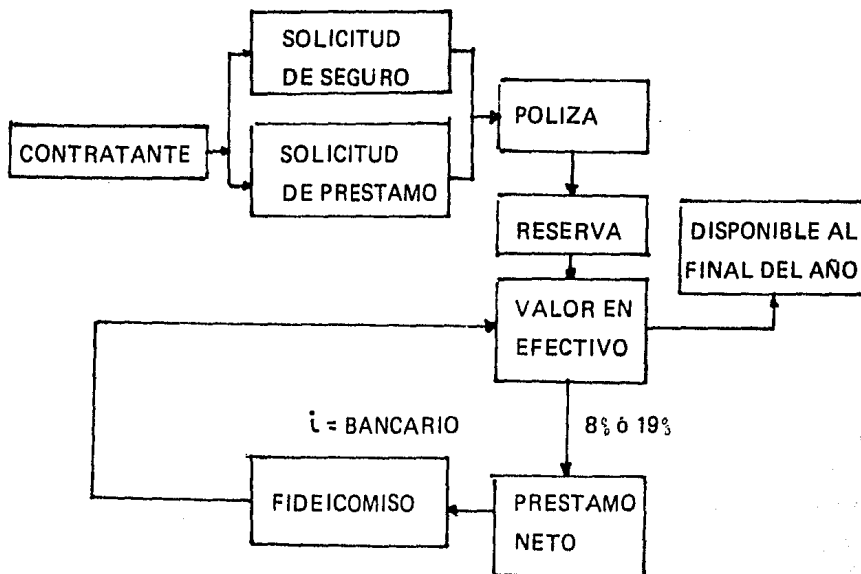 SOLICITUD
DE SEGURO
POLIZA
CONTRATANTE
SOLICITUD
DE PRESTAMO
RESERVA
DISPONIBLE AL
FINAL DEL AÑO
VALOR EN
EFECTIVO
i = BANCARIO
8% ó 19%
FIDEICOMISO
PRESTAMO
NETO